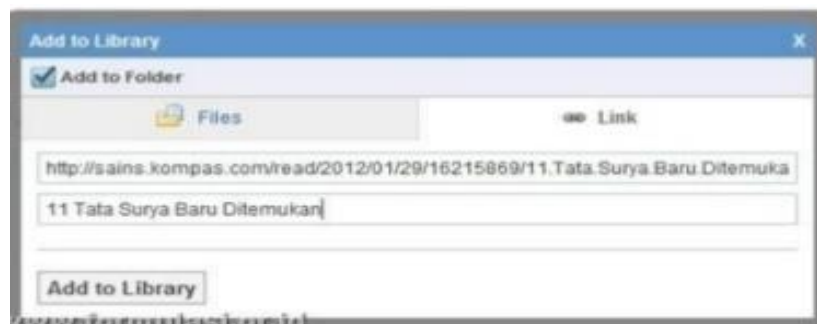 Add to Library X
Add to Folder
Files Link
http://sains.kompas.com/read/2012/01/29/16215869/11.Tata.Surya.Baru.Ditemuka
11 Tata Surya Baru Ditemukan
Add to Library